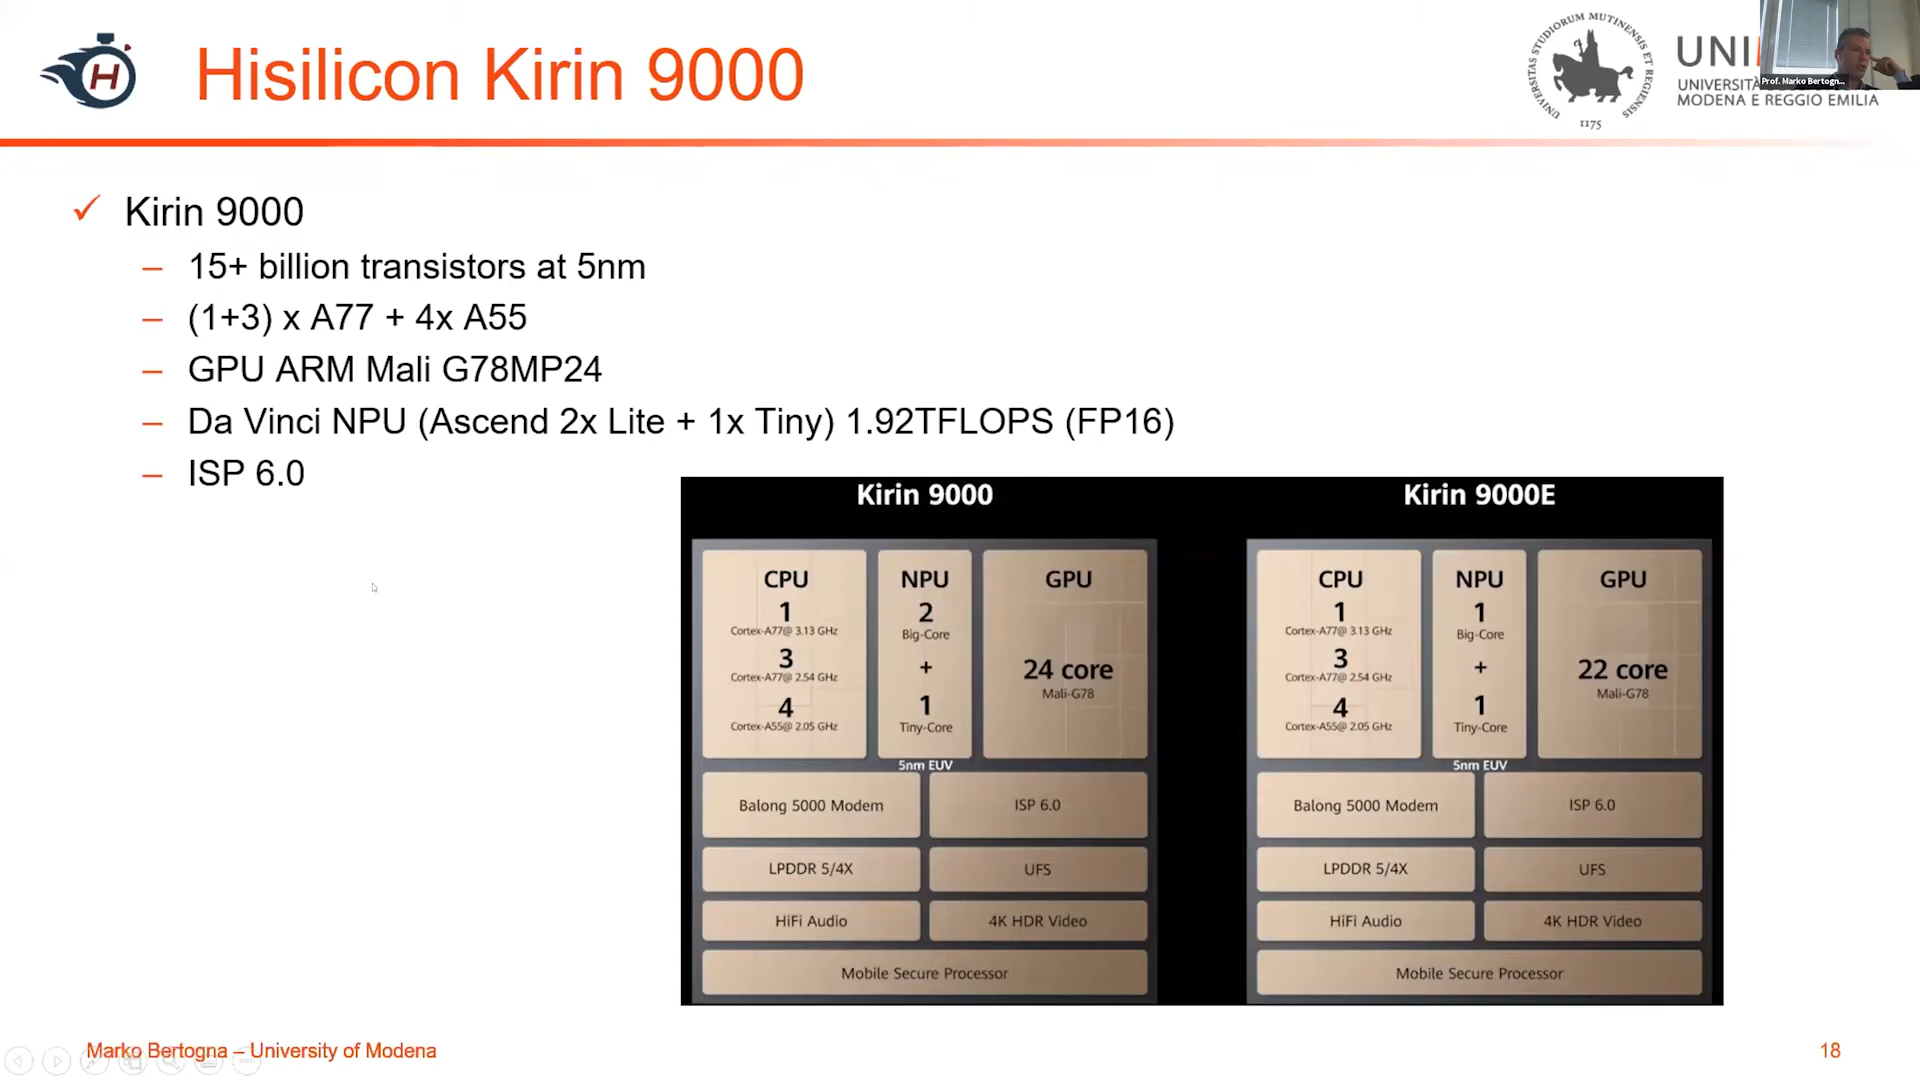 Hisilicon Kirin 9000
STUDIORUM MUTINENSIS ET REGIENSIS
1175
UNI
UNIVERSITÀ
MODENA E REGGIO EMILIA
Prof. Marko Bertogn...
Kirin 9000
– 15+ billion transistors at 5nm
– (1+3) x A77 + 4x A55
– GPU ARM Mali G78MP24
– Da Vinci NPU (Ascend 2x Lite + 1x Tiny) 1.92TFLOPS (FP16)
– ISP 6.0
Kirin 9000
CPU
1
Cortex-A77@ 3.13 GHz
3
Cortex-A77@ 2.54 GHz
4
Cortex-A55@ 2.05 GHz
NPU
2
Big-Core
+
1
Tiny-Core
GPU
24 core
Mali-G78
5nm EUV
Balong 5000 Modem
ISP 6.0
LPDDR 5/4X
UFS
HiFi Audio
4K HDR Video
Mobile Secure Processor
Kirin 9000E
CPU
1
Cortex-A77@ 3.13 GHz
3
Cortex-A77@ 2.54 GHz
4
Cortex-A55@ 2.05 GHz
NPU
1
Big-Core
+
1
Tiny-Core
GPU
22 core
Mali-G78
5nm EUV
Balong 5000 Modem
ISP 6.0
LPDDR 5/4X
UFS
HiFi Audio
4K HDR Video
Mobile Secure Processor
Marko Bertogna – University of Modena
18